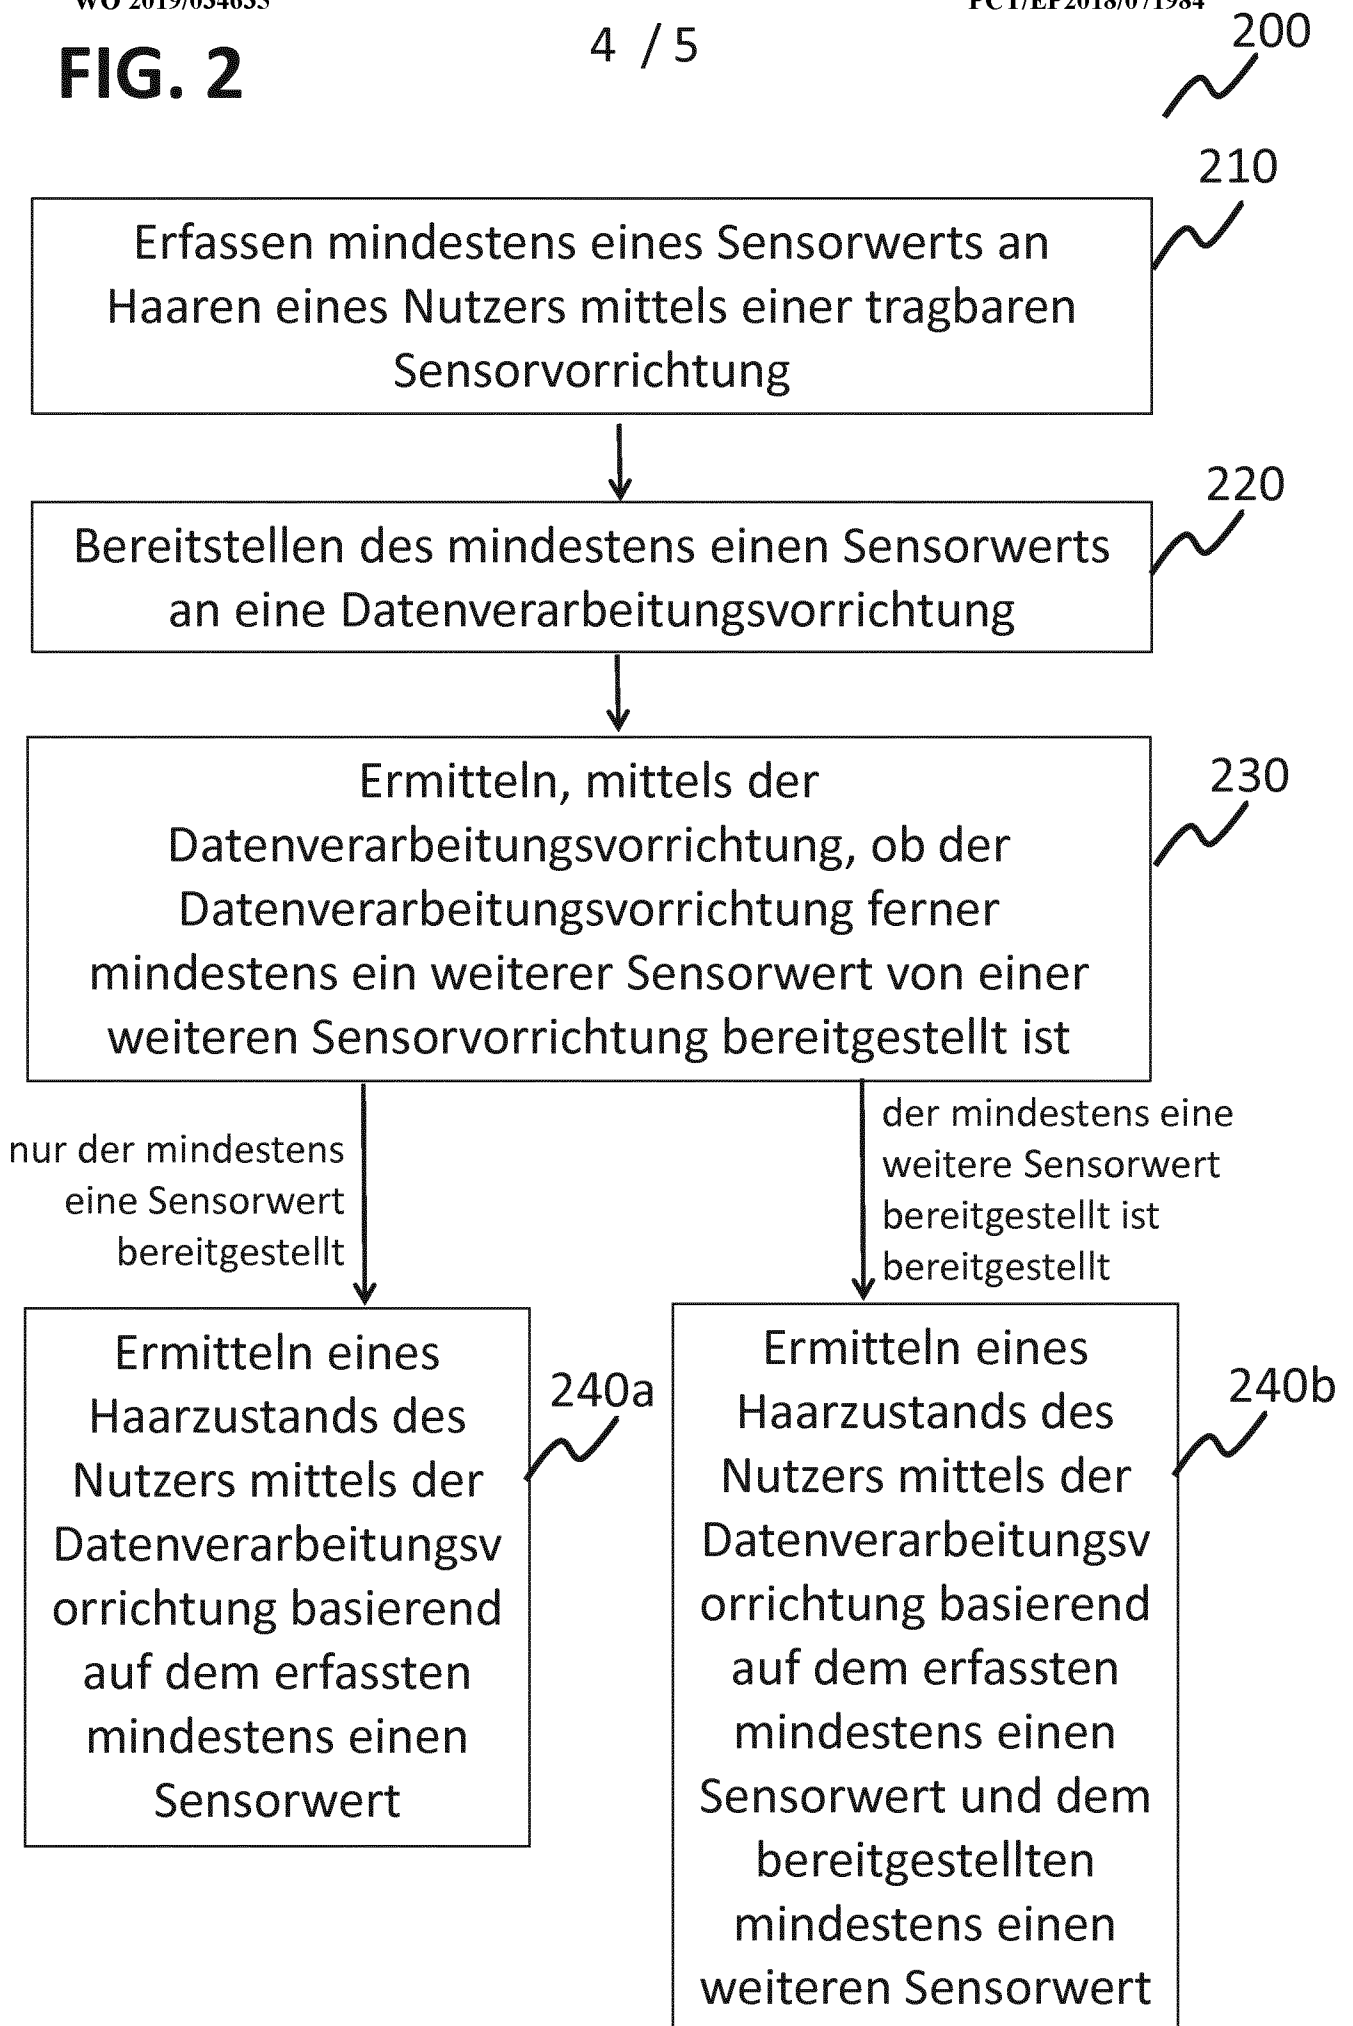 WO 2019/034635
PCT/EP2018/071984
FIG. 2
4 / 5
200
210
Erfassen mindestens eines Sensorwerts an
Haaren eines Nutzers mittels einer tragbaren
Sensorvorrichtung
220
Bereitstellen des mindestens einen Sensorwerts
an eine Datenverarbeitungsvorrichtung
230
Ermitteln, mittels der
Datenverarbeitungsvorrichtung, ob der
Datenverarbeitungsvorrichtung ferner
mindestens ein weiterer Sensorwert von einer
weiteren Sensorvorrichtung bereitgestellt ist
nur der mindestens
eine Sensorwert
bereitgestellt
der mindestens eine
weitere Sensorwert
bereitgestellt ist
bereitgestellt
240a
Ermitteln eines
Haarzustands des
Nutzers mittels der
Datenverarbeitungsv
orrichtung basierend
auf dem erfassten
mindestens einen
Sensorwert
240b
Ermitteln eines
Haarzustands des
Nutzers mittels der
Datenverarbeitungsv
orrichtung basierend
auf dem erfassten
mindestens einen
Sensorwert und dem
bereitgestellten
mindestens einen
weiteren Sensorwert